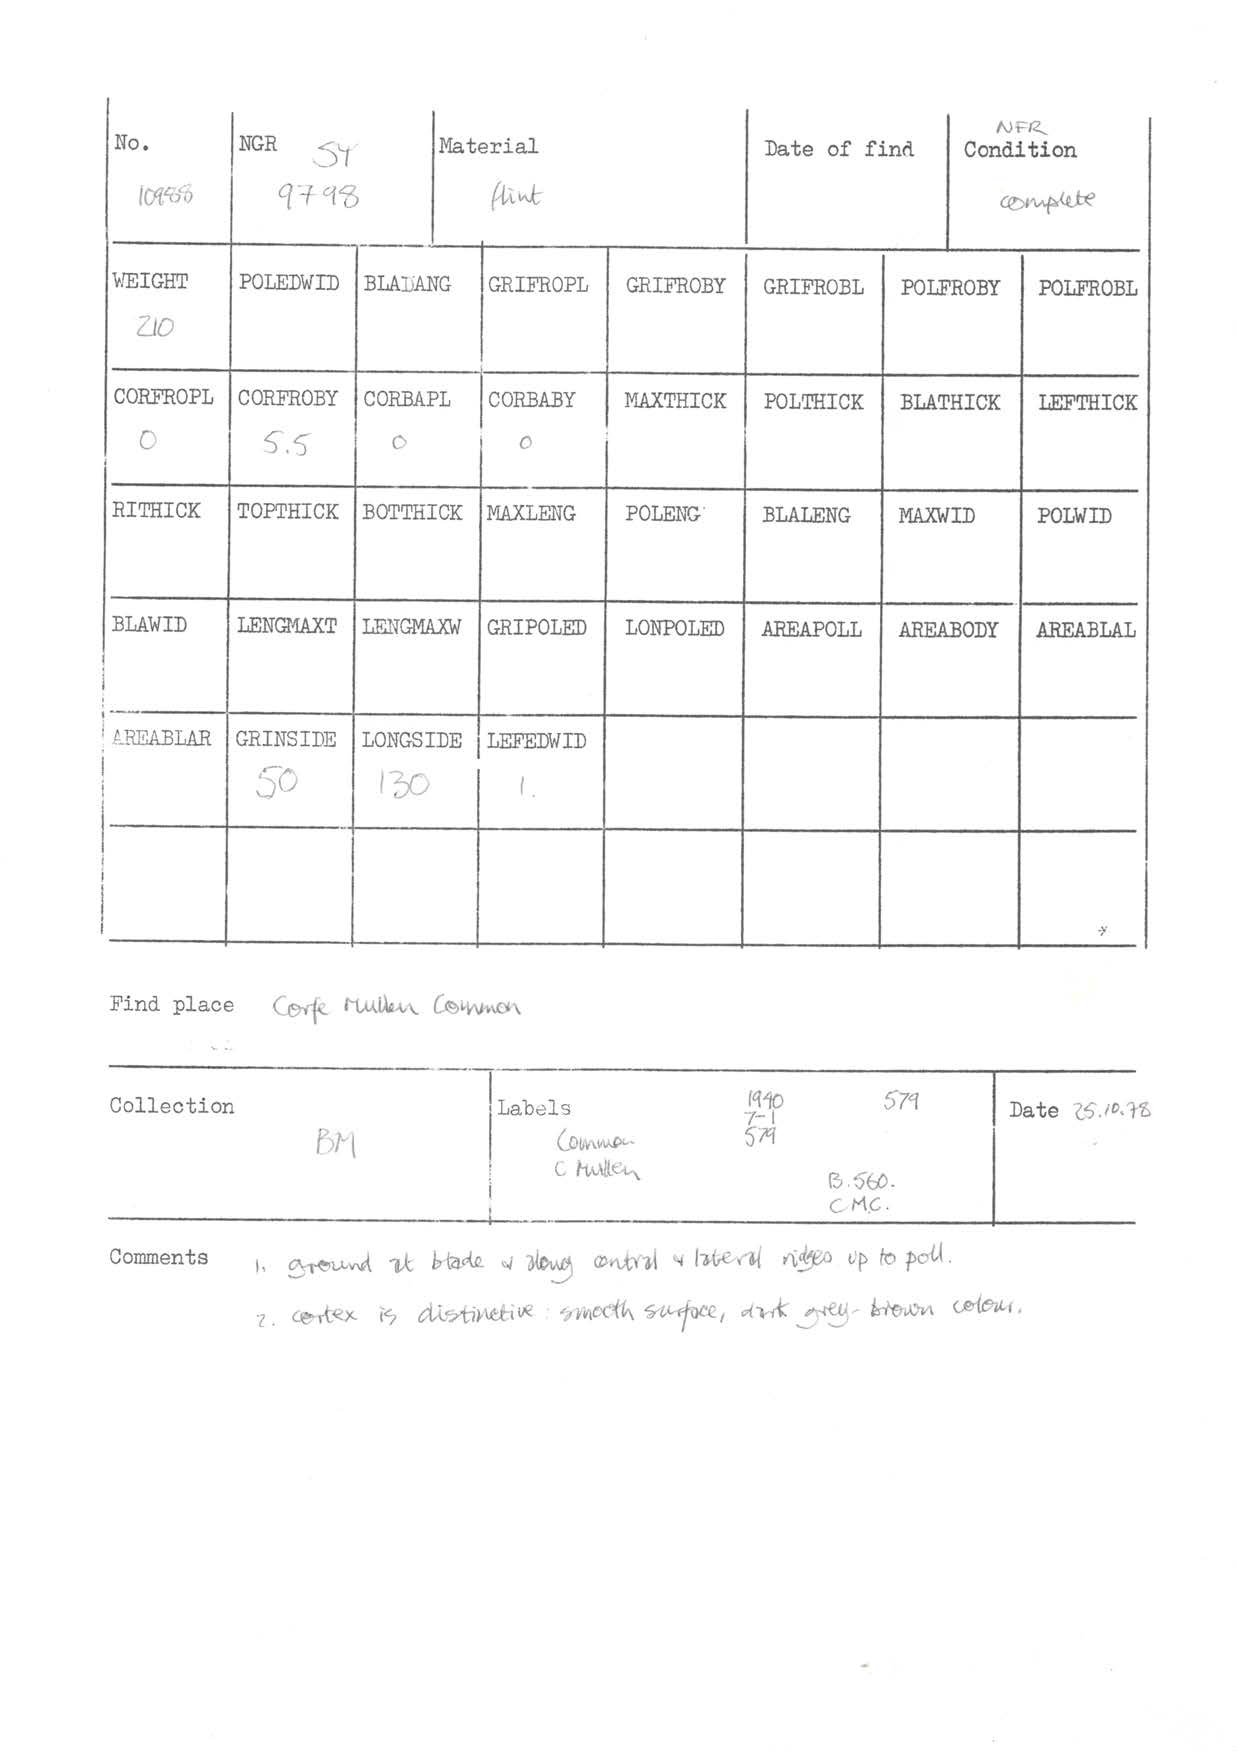 No. NGR SY Material Date of find NFR Condition
10988 9798 flint complete
WEIGHT POLEDWID BLADANG GRIFROPL GRIFROBY GRIFROBL POLFROBY POLFROBL
210
CORFROPL CORFROBY CORBAPL CORBABY MAXTHICK POLTHICK BLATHICK LEFTHICK
0 5.5 0 0
RITHICK TOPTHICK BOTTHICK MAXLENG POLENG BLALENG MAXWID POLWID
BLAWID LENGMAXT LENGMAXW GRIPOLED LONPOLED AREAPOLL AREABODY AREABLAL
AREABLAR GRINSIDE LONGSIDE LEFEDWID
50 130 1.
Find place Corfe Mullen Common
Collection Labels 1940 579 Date 25.10.78
7-1
BM Common 579
C Mullen
B.560.
C.M.C.
Comments 1. ground at blade & along central & lateral ridges up to poll.
2. cortex is distinctive: smooth surface, dark grey-brown colour.